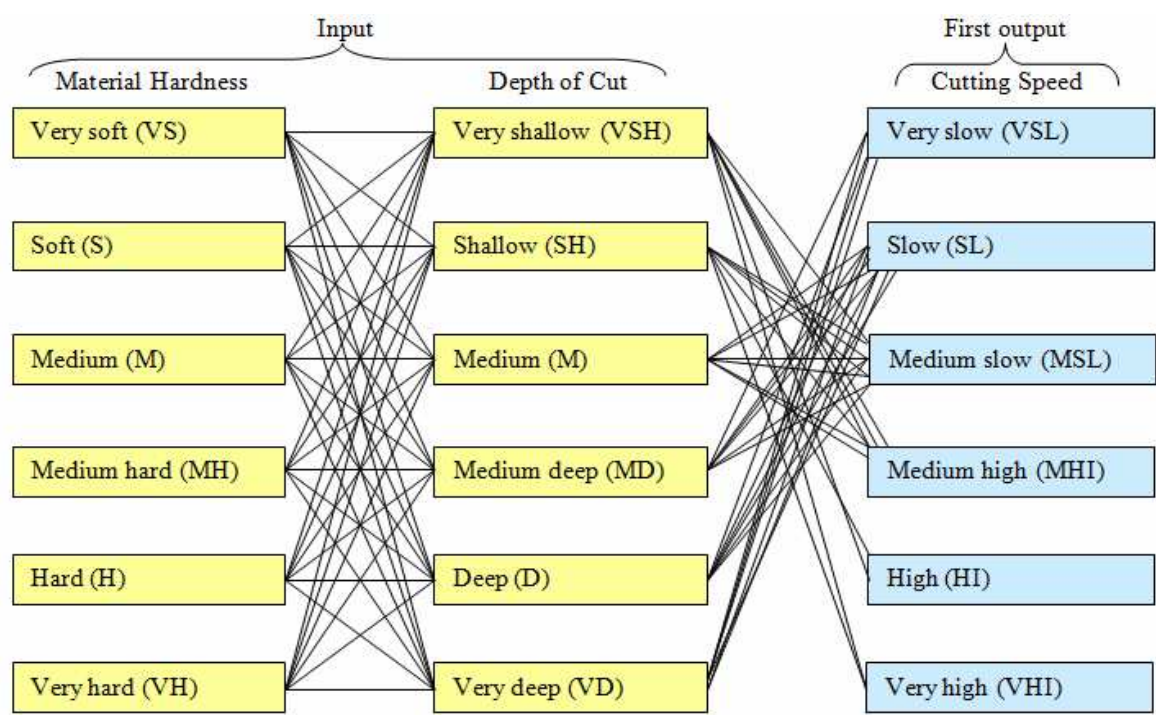 Input
First output
Material Hardness
Depth of Cut
Cutting Speed
Very soft (VS)
Very shallow (VSH)
Very slow (VSL)
Soft (S)
Shallow (SH)
Slow (SL)
Medium (M)
Medium (M)
Medium slow (MSL)
Medium hard (MH)
Medium deep (MD)
Medium high (MHI)
Hard (H)
Deep (D)
High (HI)
Very hard (VH)
Very deep (VD)
Very high (VHI)